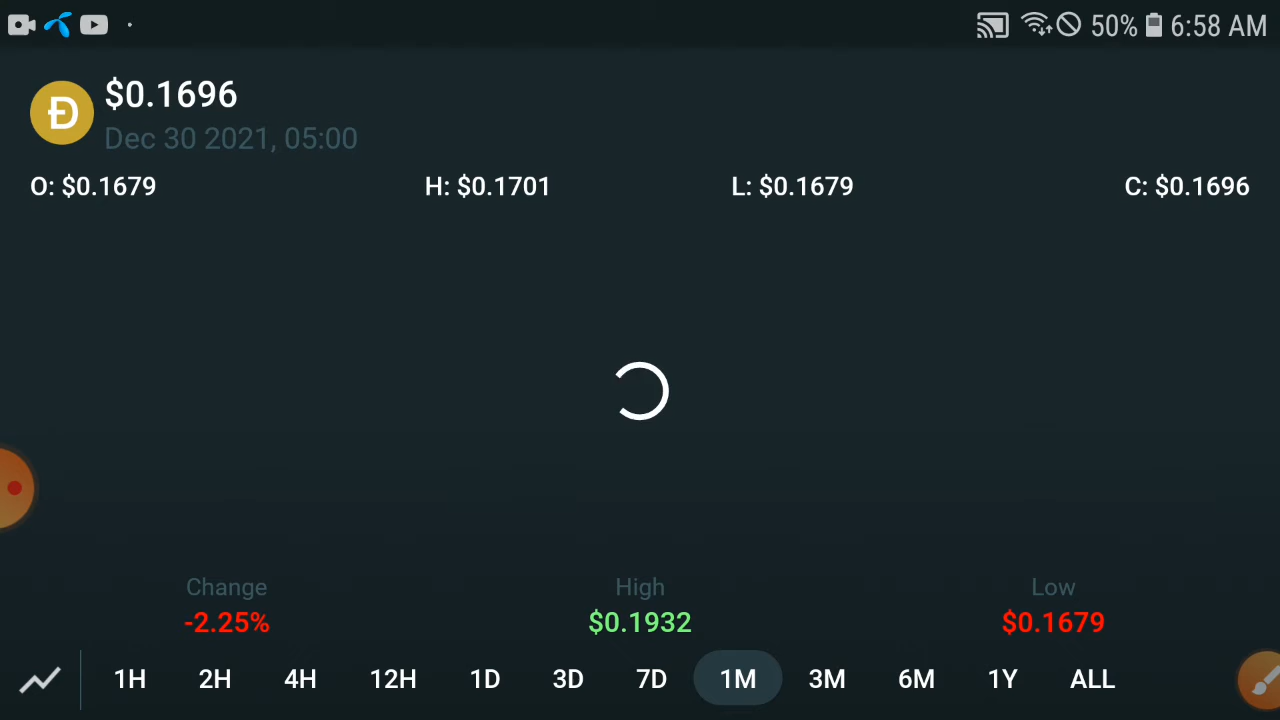 50% 6:58 AM
Ð
$0.1696
Dec 30 2021, 05:00
O: $0.1679 H: $0.1701 L: $0.1679 C: $0.1696
Change High Low
-2.25% $0.1932 $0.1679
1H 2H 4H 12H 1D 3D 7D 1M 3M 6M 1Y ALL